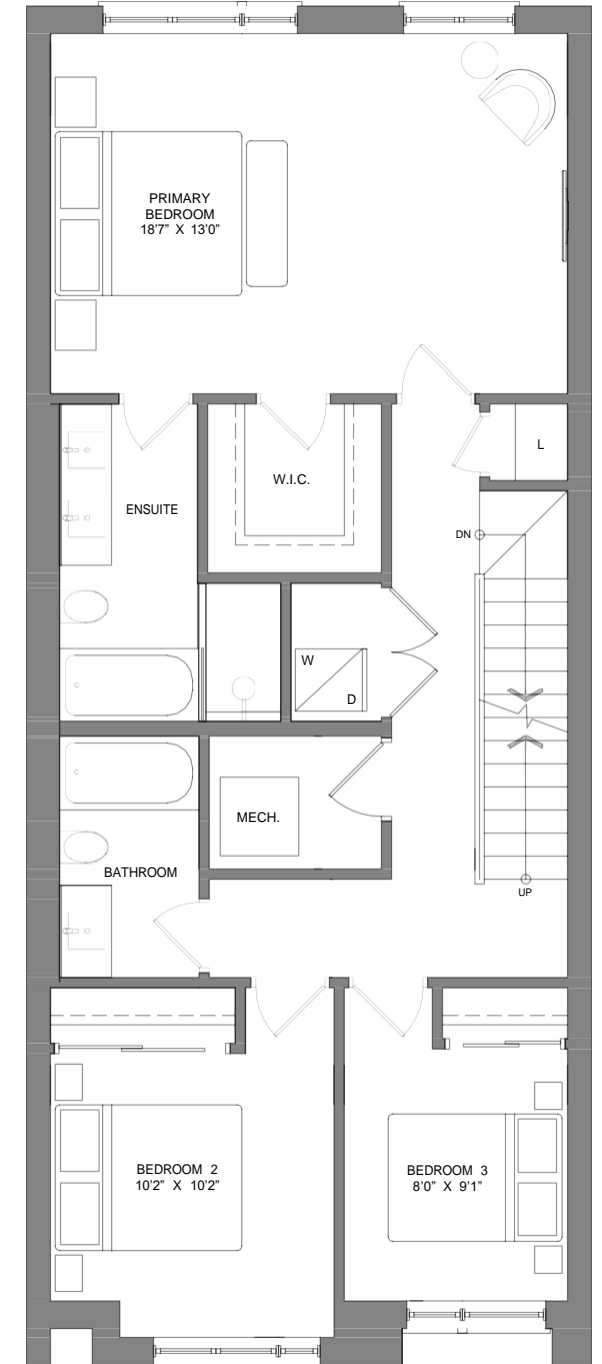 PRIMARY
BEDROOM
18'7” X 13'0”
L
W.I.C.
ENSUITE
DN
W
D
MECH.
BATHROOM
UP
BEDROOM 2
10'2” X 10'2”
BEDROOM 3
8'0” X 9'1”